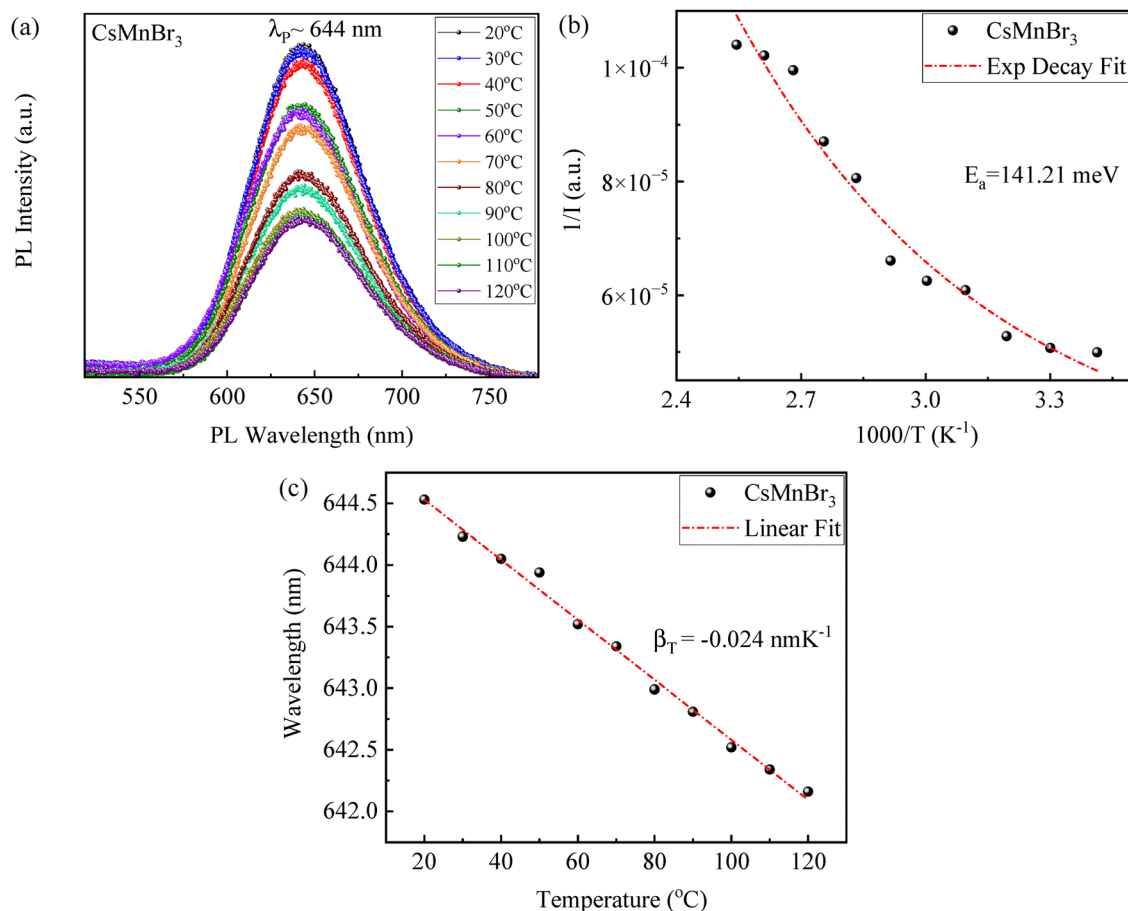 (a)
CsMnBr₃
λP~ 644 nm
20ºC
30ºC
40ºC
50ºC
60ºC
70ºC
80ºC
90ºC
100ºC
110ºC
120ºC
PL Intensity (a.u.)
550 600 650 700 750
PL Wavelength (nm)
(b)
CsMnBr₃
Exp Decay Fit
Eₐ=141.21 meV
1/I (a.u.)
1×10⁻⁴
8×10⁻⁵
6×10⁻⁵
2.4 2.7 3.0 3.3
1000/T (K⁻¹)
(c)
CsMnBr₃
Linear Fit
βT = -0.024 nmK⁻¹
Wavelength (nm)
644.5
644.0
643.5
643.0
642.5
642.0
20 40 60 80 100 120
Temperature (ºC)